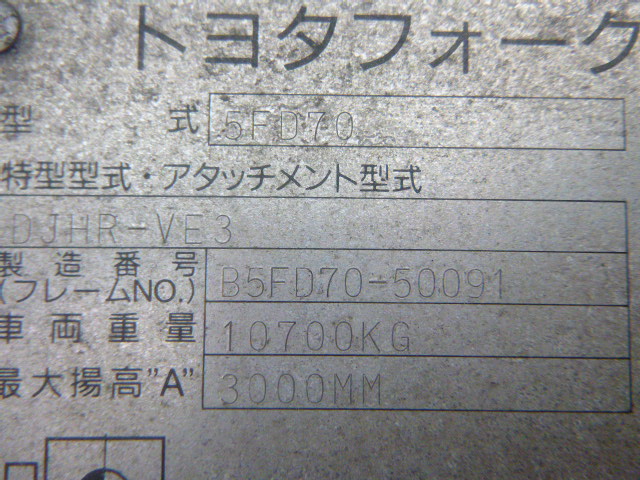 トヨタフォーク
型 式 5FD70
特型型式・アタッチメント型式
DJHR-VE3
製造番号
(フレームNO.) B5FD70-50091
車両重量 10700KG
最大揚高"A" 3000MM